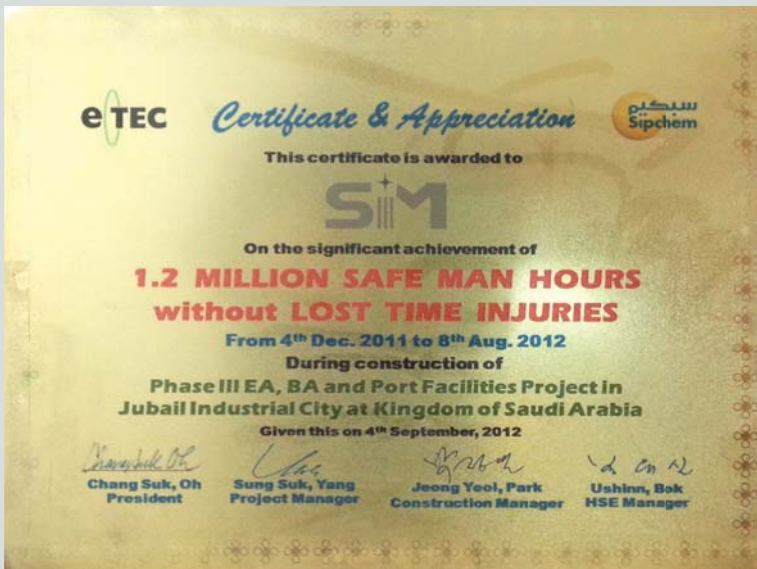 e TEC
Certificate & Appreciation
سبكيم
Sipchem
This certificate is awarded to
SIM
On the significant achievement of
1.2 MILLION SAFE MAN HOURS
without LOST TIME INJURIES
From 4th Dec. 2011 to 8th Aug. 2012
During construction of
Phase III EA, BA and Port Facilities Project in
Jubail Industrial City at Kingdom of Saudi Arabia
Given this on 4th September, 2012
Chang Suk, Oh
President
Sung Suk, Yang
Project Manager
Jeong Yeol, Park
Construction Manager
Ushinn, Bok
HSE Manager